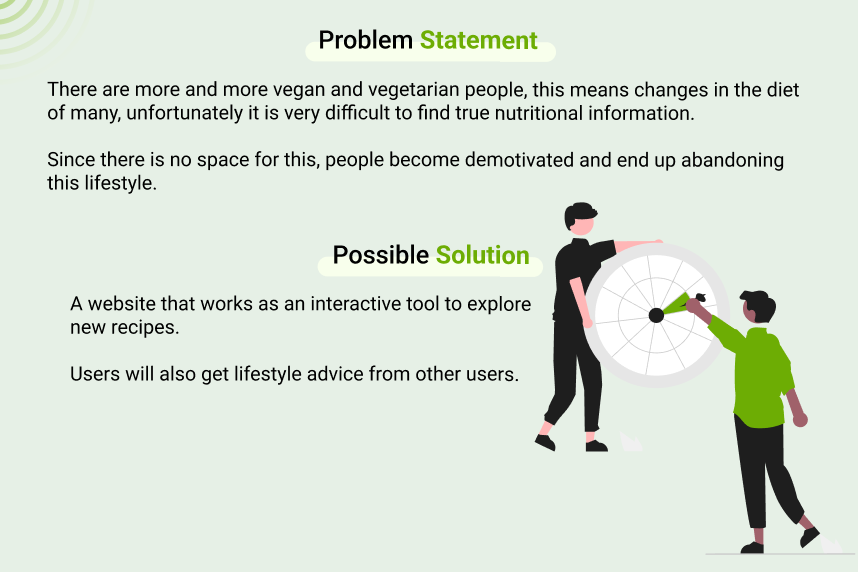 Problem Statement
There are more and more vegan and vegetarian people, this means changes in the diet
of many, unfortunately it is very difficult to find true nutritional information.
Since there is no space for this, people become demotivated and end up abandoning
this lifestyle.
Possible Solution
A website that works as an interactive tool to explore
new recipes.
Users will also get lifestyle advice from other users.